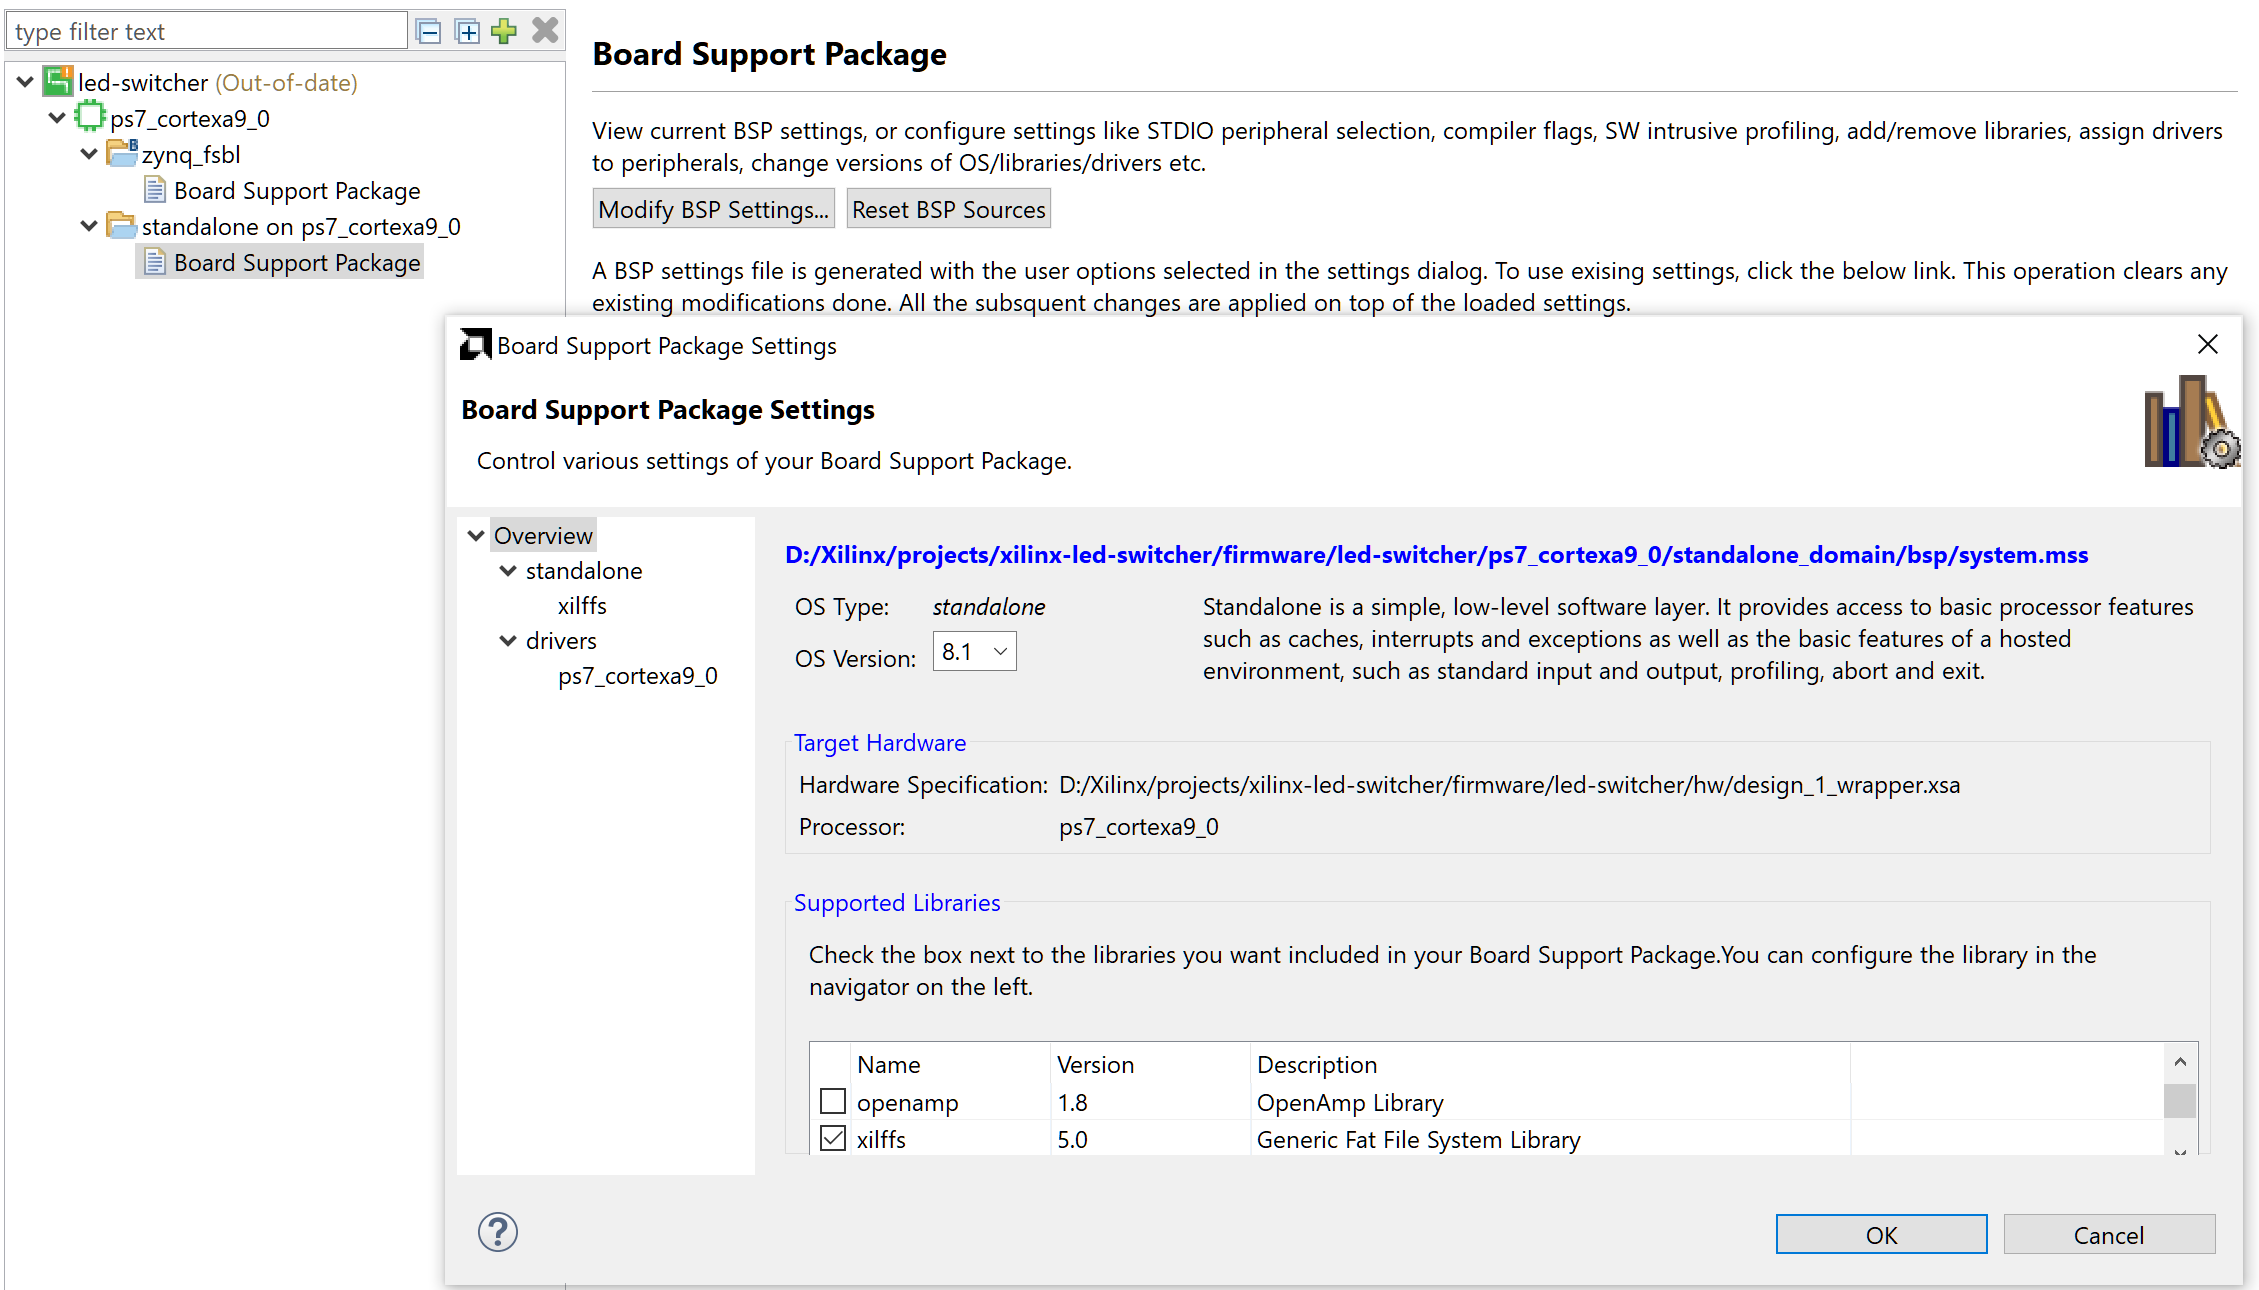 type filter text
led-switcher (Out-of-date)
ps7_cortexa9_0
zynq_fsbl
Board Support Package
standalone on ps7_cortexa9_0
Board Support Package
Board Support Package
View current BSP settings, or configure settings like STDIO peripheral selection, compiler flags, SW intrusive profiling, add/remove libraries, assign drivers
to peripherals, change versions of OS/libraries/drivers etc.
Modify BSP Settings... Reset BSP Sources
A BSP settings file is generated with the user options selected in the settings dialog. To use exising settings, click the below link. This operation clears any
existing modifications done. All the subsquent changes are applied on top of the loaded settings.
Board Support Package Settings
Board Support Package Settings
Control various settings of your Board Support Package.
Overview
standalone
xilffs
drivers
ps7_cortexa9_0
D:/Xilinx/projects/xilinx-led-switcher/firmware/led-switcher/ps7_cortexa9_0/standalone_domain/bsp/system.mss
OS Type: standalone
OS Version: 8.1
Standalone is a simple, low-level software layer. It provides access to basic processor features
such as caches, interrupts and exceptions as well as the basic features of a hosted
environment, such as standard input and output, profiling, abort and exit.
Target Hardware
Hardware Specification: D:/Xilinx/projects/xilinx-led-switcher/firmware/led-switcher/hw/design_1_wrapper.xsa
Processor: ps7_cortexa9_0
Supported Libraries
Check the box next to the libraries you want included in your Board Support Package.You can configure the library in the
navigator on the left.
Name Version Description
openamp 1.8 OpenAmp Library
xilffs 5.0 Generic Fat File System Library
OK Cancel